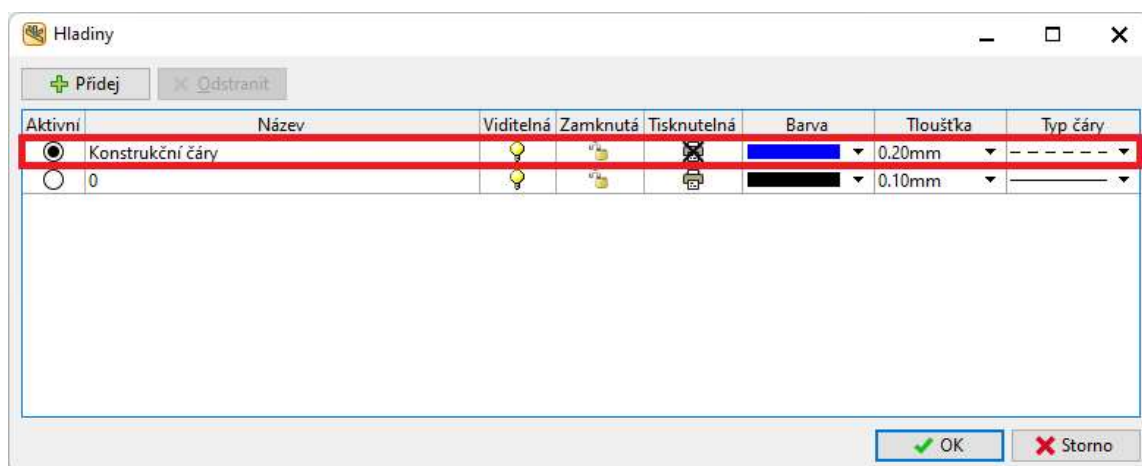 Hladiny
Přidej Odstranit
Aktivní Název Viditelná Zamknutá Tisknutelná Barva Tloušťka Typ čáry
Konstrukční čáry 0.20mm
0 0.10mm
OK Storno